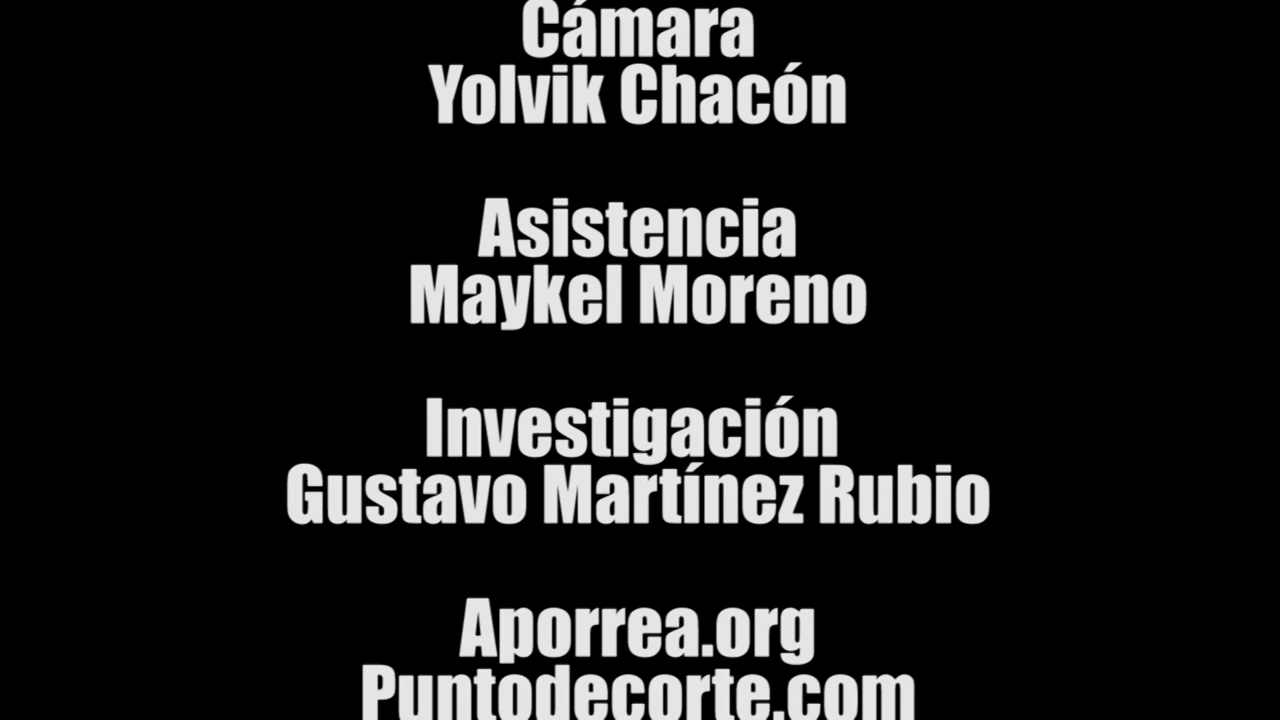 Cámara
Yolvik Chacón
Asistencia
Maykel Moreno
Investigación
Gustavo Martínez Rubio
Aporrea.org
Puntodecorte.com